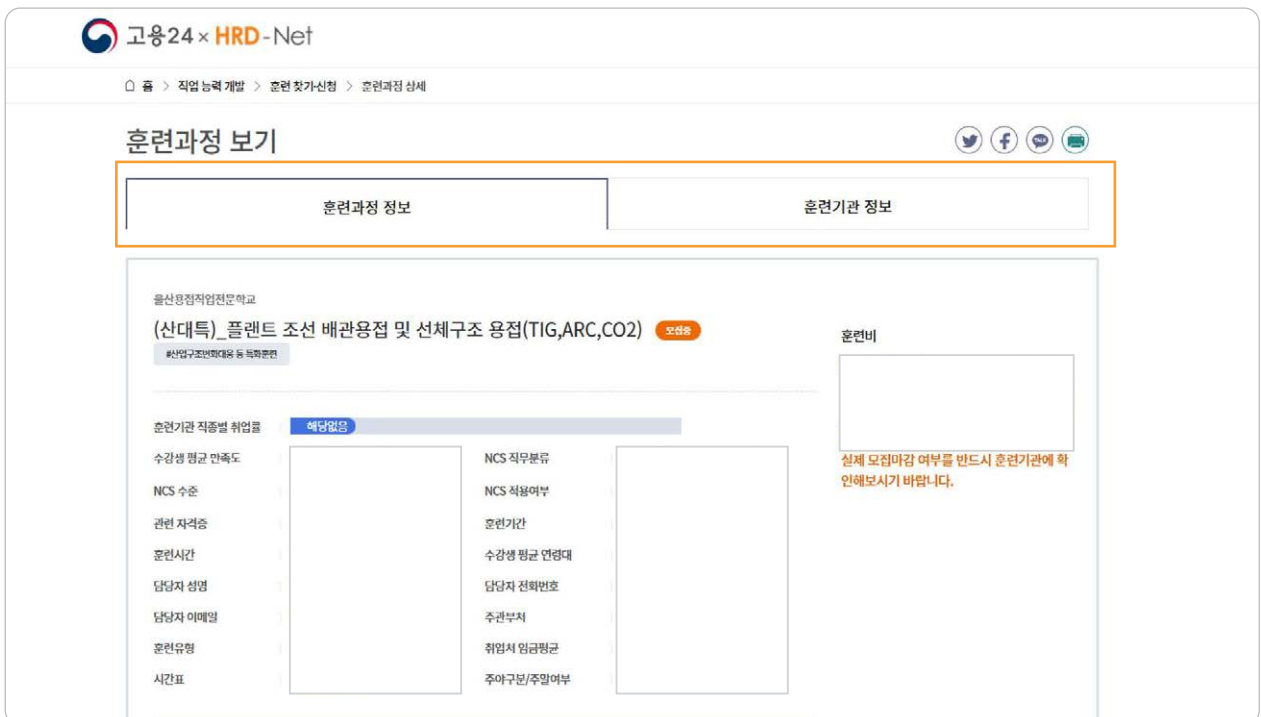 고용24 × HRD-Net
홈 > 직업 능력 개발 > 훈련 찾기·신청 > 훈련과정 상세
훈련과정 보기
TALK
훈련과정 정보
훈련기관 정보
울산용접직업전문학교
(산대특)_플랜트 조선 배관용접 및 선체구조 용접(TIG,ARC,CO2) 모집중
#산업구조변화대응 등 특화훈련
훈련비
실제 모집마감 여부를 반드시 훈련기관에 확
인해보시기 바랍니다.
훈련기관 직종별 취업률 해당없음
수강생 평균 만족도 NCS 직무분류
NCS 수준 NCS 적용여부
관련 자격증 훈련기간
훈련시간 수강생 평균 연령대
담당자 성명 담당자 전화번호
담당자 이메일 주관부처
훈련유형 취업처 임금평균
시간표 주야구분/주말여부